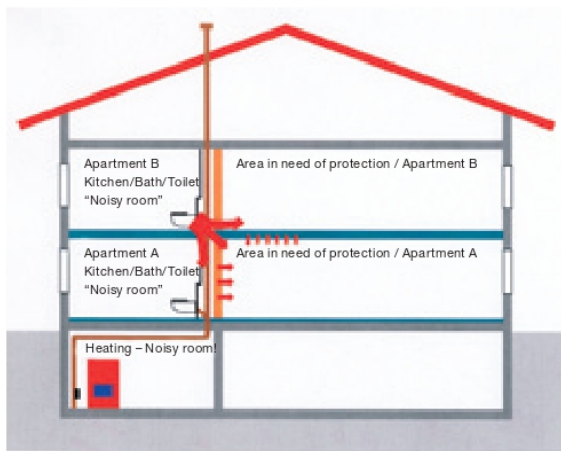 Apartment B
Kitchen/Bath/Toilet
“Noisy room”
Area in need of protection / Apartment B
Apartment A
Kitchen/Bath/Toilet
“Noisy room”
Area in need of protection / Apartment A
Heating – Noisy room!